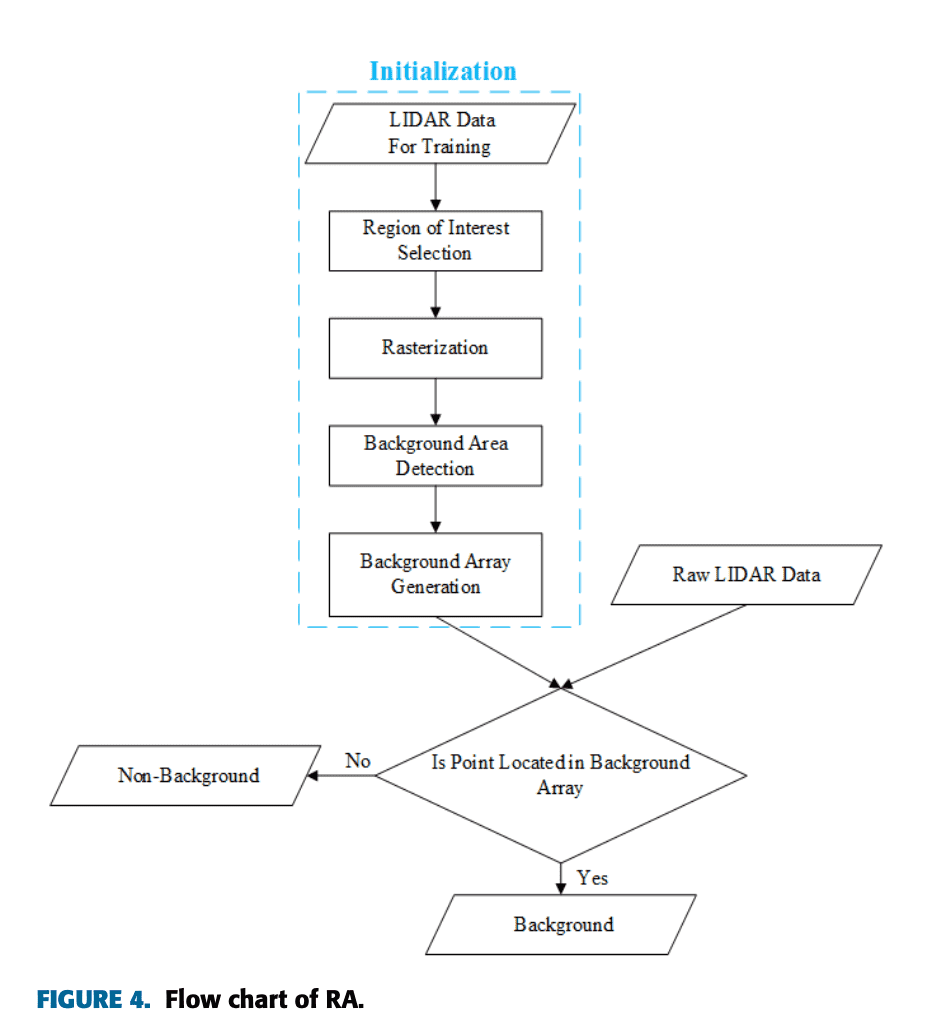 Initialization
LIDAR Data
For Training
Region of Interest
Selection
Rasterization
Background Area
Detection
Background Array
Generation
Raw LIDAR Data
Is Point Located in Background
Array
No
Non-Background
Yes
Background
FIGURE 4. Flow chart of RA.